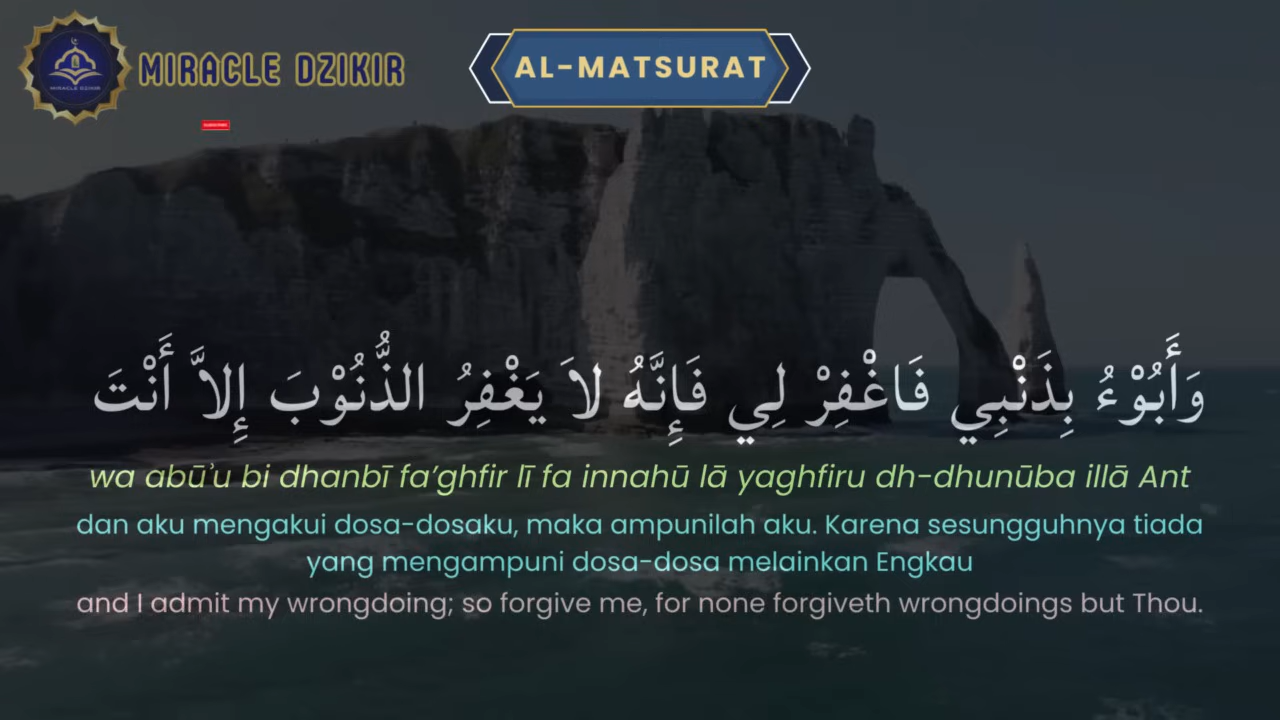 MIRACLE DZIKIR
MIRACLE DZIKIR
AL-MATSURAT
وَأَبُوْءُ بِذَنْبِي فَاغْفِرْ لِي فَإِنَّهُ لاَ يَغْفِرُ الذُّنُوْبَ إِلاَّ أَنْتَ
wa abū'u bi dhanbī fa’ghfir lī fa innahū lā yaghfiru dh-dhunūba illā Ant
dan aku mengakui dosa-dosaku, maka ampunilah aku. Karena sesungguhnya tiada
yang mengampuni dosa-dosa melainkan Engkau
and I admit my wrongdoing; so forgive me, for none forgiveth wrongdoings but Thou.